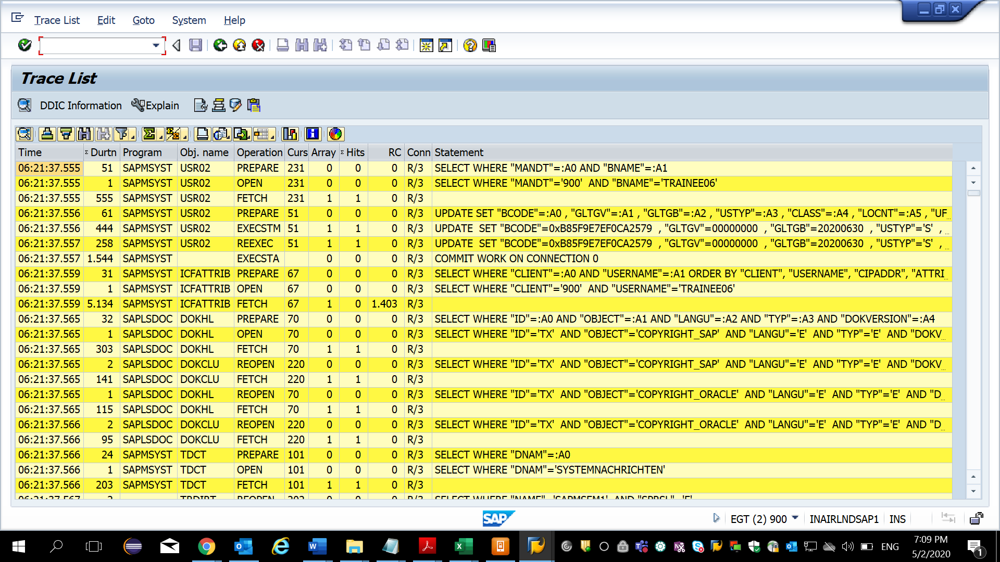 Trace List Edit Goto System Help
Trace List
DDIC Information Explain
Time Durtn Program Obj. name Operation Curs Array Hits RC Conn Statement
06:21:37.555 51 SAPMSYST USR02 PREPARE 231 0 0 0 R/3 SELECT WHERE "MANDT"=:A0 AND "BNAME"=:A1
06:21:37.555 1 SAPMSYST USR02 OPEN 231 0 0 0 R/3 SELECT WHERE "MANDT"='900' AND "BNAME"='TRAINEE06'
06:21:37.555 555 SAPMSYST USR02 FETCH 231 1 1 0 R/3
06:21:37.556 61 SAPMSYST USR02 PREPARE 51 0 0 0 R/3 UPDATE SET "BCODE"=:A0 , "GLTGV"=:A1 , "GLTGB"=:A2 , "USTYP"=:A3 , "CLASS"=:A4 , "LOCNT"=:A5 , "UF...
06:21:37.556 444 SAPMSYST USR02 EXECSTM 51 1 1 0 R/3 UPDATE SET "BCODE"=0xB85F9E7EF0CA2579 , "GLTGV"=00000000 , "GLTGB"=20200630 , "USTYP"='S' , ...
06:21:37.557 258 SAPMSYST USR02 REEXEC 51 1 1 0 R/3 UPDATE SET "BCODE"=0xB85F9E7EF0CA2579 , "GLTGV"=00000000 , "GLTGB"=20200630 , "USTYP"='S' , ...
06:21:37.557 1.544 SAPMSYST EXECSTA 0 0 0 R/3 COMMIT WORK ON CONNECTION 0
06:21:37.559 31 SAPMSYST ICFATTRIB PREPARE 67 0 0 0 R/3 SELECT WHERE "CLIENT"=:A0 AND "USERNAME"=:A1 ORDER BY "CLIENT", "USERNAME", "CIPADDR", "ATTRI...
06:21:37.559 1 SAPMSYST ICFATTRIB OPEN 67 0 0 0 R/3 SELECT WHERE "CLIENT"='900' AND "USERNAME"='TRAINEE06'
06:21:37.559 5.134 SAPMSYST ICFATTRIB FETCH 67 1 0 1.403 R/3
06:21:37.565 32 SAPLSDOC DOKHL PREPARE 70 0 0 0 R/3 SELECT WHERE "ID"=:A0 AND "OBJECT"=:A1 AND "LANGU"=:A2 AND "TYP"=:A3 AND "DOKVERSION"=:A4
06:21:37.565 1 SAPLSDOC DOKHL OPEN 70 0 0 0 R/3 SELECT WHERE "ID"='TX' AND "OBJECT"='COPYRIGHT_SAP' AND "LANGU"='E' AND "TYP"='E' AND "DOKV...
06:21:37.565 303 SAPLSDOC DOKHL FETCH 70 1 1 0 R/3
06:21:37.565 2 SAPLSDOC DOKCLU REOPEN 220 0 0 0 R/3 SELECT WHERE "ID"='TX' AND "OBJECT"='COPYRIGHT_SAP' AND "LANGU"='E' AND "TYP"='E' AND "DOKV...
06:21:37.565 141 SAPLSDOC DOKCLU FETCH 220 1 1 0 R/3
06:21:37.565 1 SAPLSDOC DOKHL REOPEN 70 0 0 0 R/3 SELECT WHERE "ID"='TX' AND "OBJECT"='COPYRIGHT_ORACLE' AND "LANGU"='E' AND "TYP"='E' AND "D...
06:21:37.565 115 SAPLSDOC DOKHL FETCH 70 1 1 0 R/3
06:21:37.566 2 SAPLSDOC DOKCLU REOPEN 220 0 0 0 R/3 SELECT WHERE "ID"='TX' AND "OBJECT"='COPYRIGHT_ORACLE' AND "LANGU"='E' AND "TYP"='E' AND "D...
06:21:37.566 95 SAPLSDOC DOKCLU FETCH 220 1 1 0 R/3
06:21:37.566 24 SAPMSYST TDCT PREPARE 101 0 0 0 R/3 SELECT WHERE "DNAM"=:A0
06:21:37.566 1 SAPMSYST TDCT OPEN 101 0 0 0 R/3 SELECT WHERE "DNAM"='SYSTEMNACHRICHTEN'
06:21:37.566 203 SAPMSYST TDCT FETCH 101 1 1 0 R/3
SAP EGT (2) 900 INAIRLNDSAP1 INS
ENG 7:09 PM
5/2/2020 1